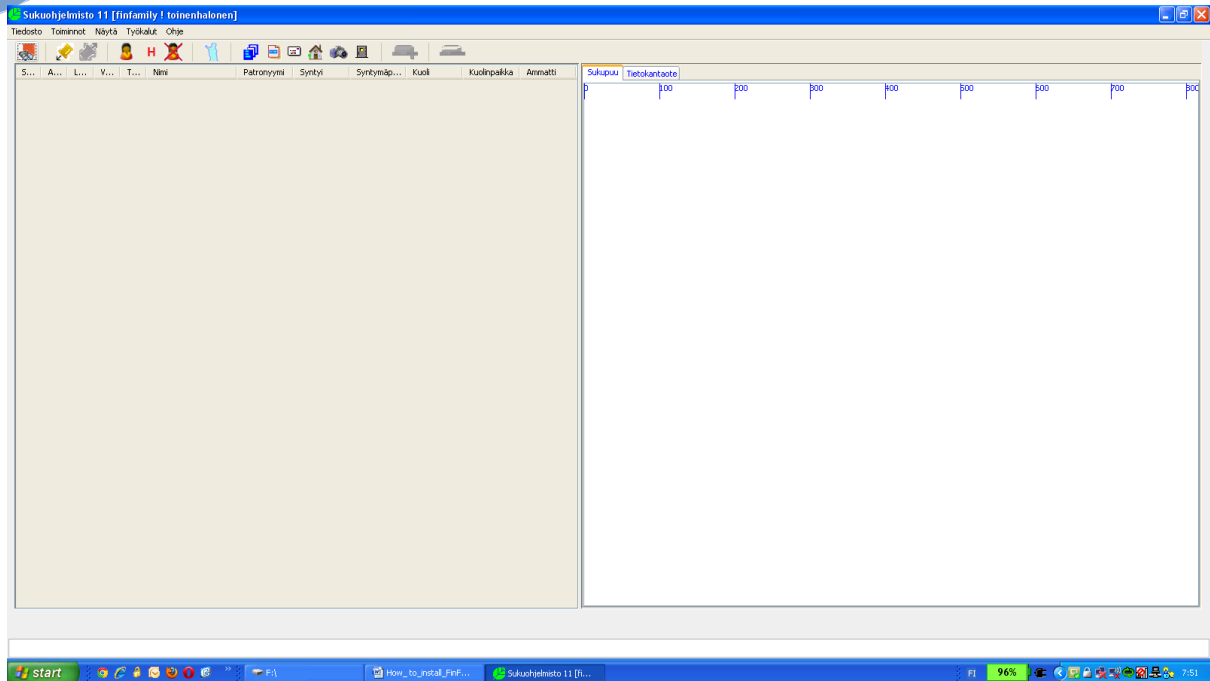 Sukuohjelmisto 11 [finfamily ! toinenhalonen]
Tiedosto Toiminnot Näytä Työkalut Ohje
H
S... A... L... V... T... Nimi Patronyymi Syntyi Syntymäp... Kuoli Kuolinpaikka Ammatti
Sukupuu Tietokantaote
0 100 200 300 400 500 600 700 800
start F:\ How_to_install_FinF... Sukuohjelmisto 11 [fi... FI 96% 7:51